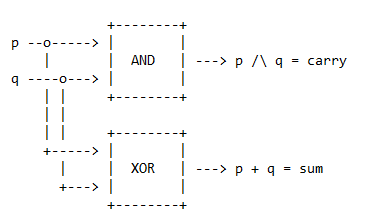 p AND ---> p /\ q = carry
q
XOR ---> p + q = sum